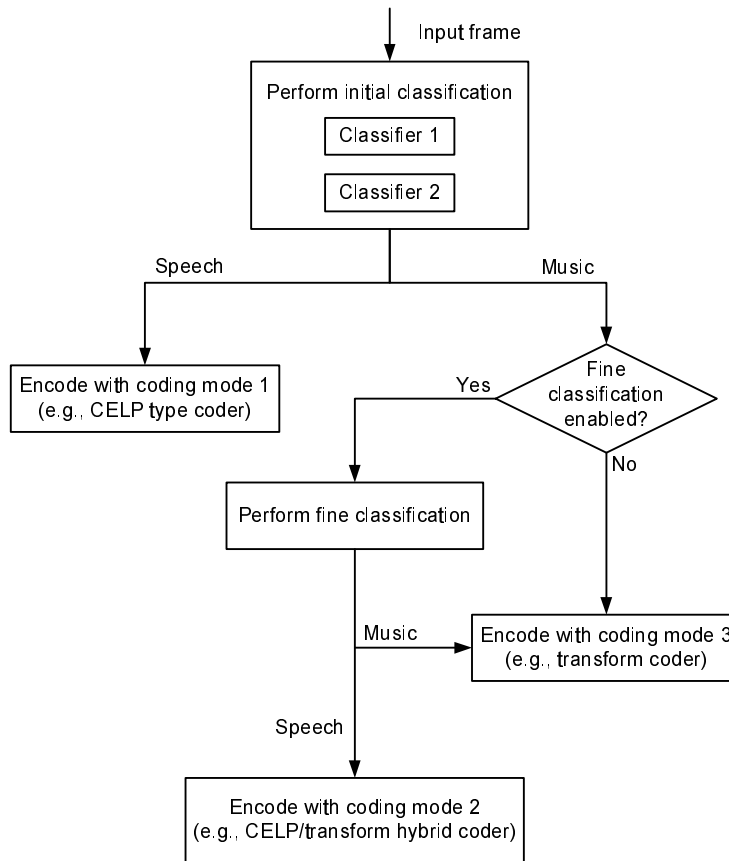 Input frame
Perform initial classification
Classifier 1
Classifier 2
Speech
Music
Encode with coding mode 1
(e.g., CELP type coder)
Yes
Fine
classification
enabled?
No
Perform fine classification
Music
Encode with coding mode 3
(e.g., transform coder)
Speech
Encode with coding mode 2
(e.g., CELP/transform hybrid coder)